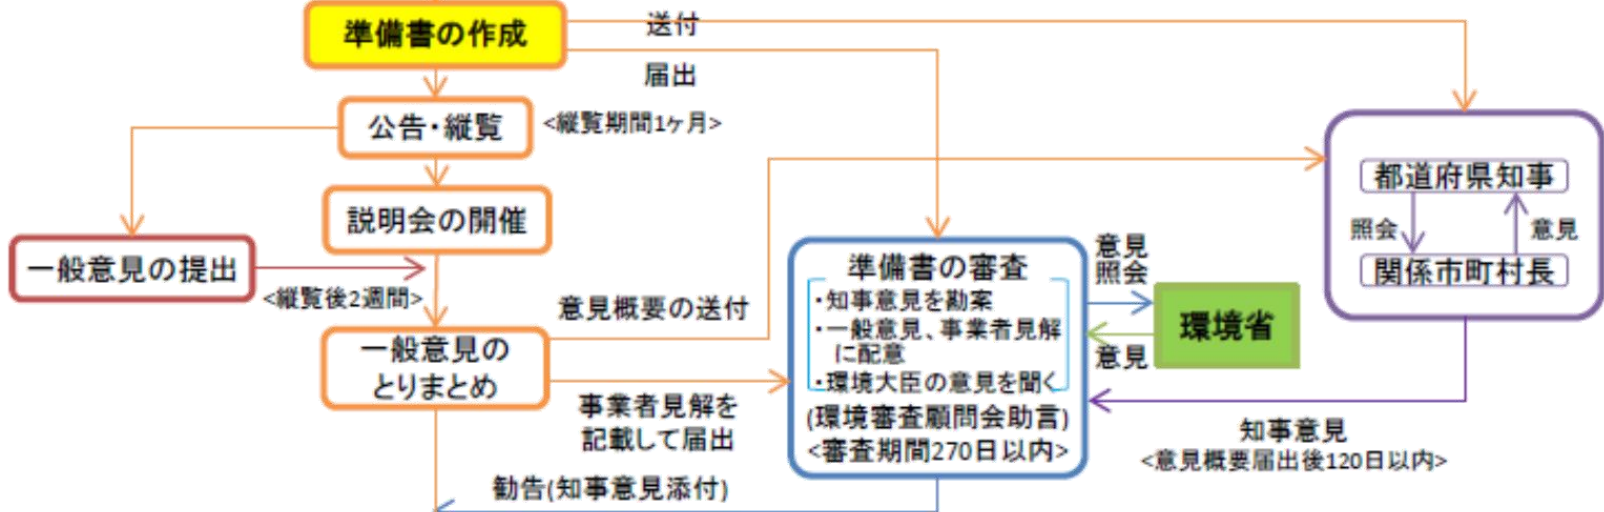 準備書の作成
送付
届出
公告・縦覧
<縦覧期間1ヶ月>
説明会の開催
一般意見の提出
<縦覧後2週間>
一般意見の
とりまとめ
意見概要の送付
事業者見解を
記載して届出
勧告(知事意見添付)
準備書の審査
・知事意見を勘案
・一般意見、事業者見解
に配意
・環境大臣の意見を聞く
(環境審査顧問会助言)
<審査期間270日以内>
意見
照会
意見
環境省
都道府県知事
照会
意見
関係市町村長
知事意見
<意見概要届出後120日以内>